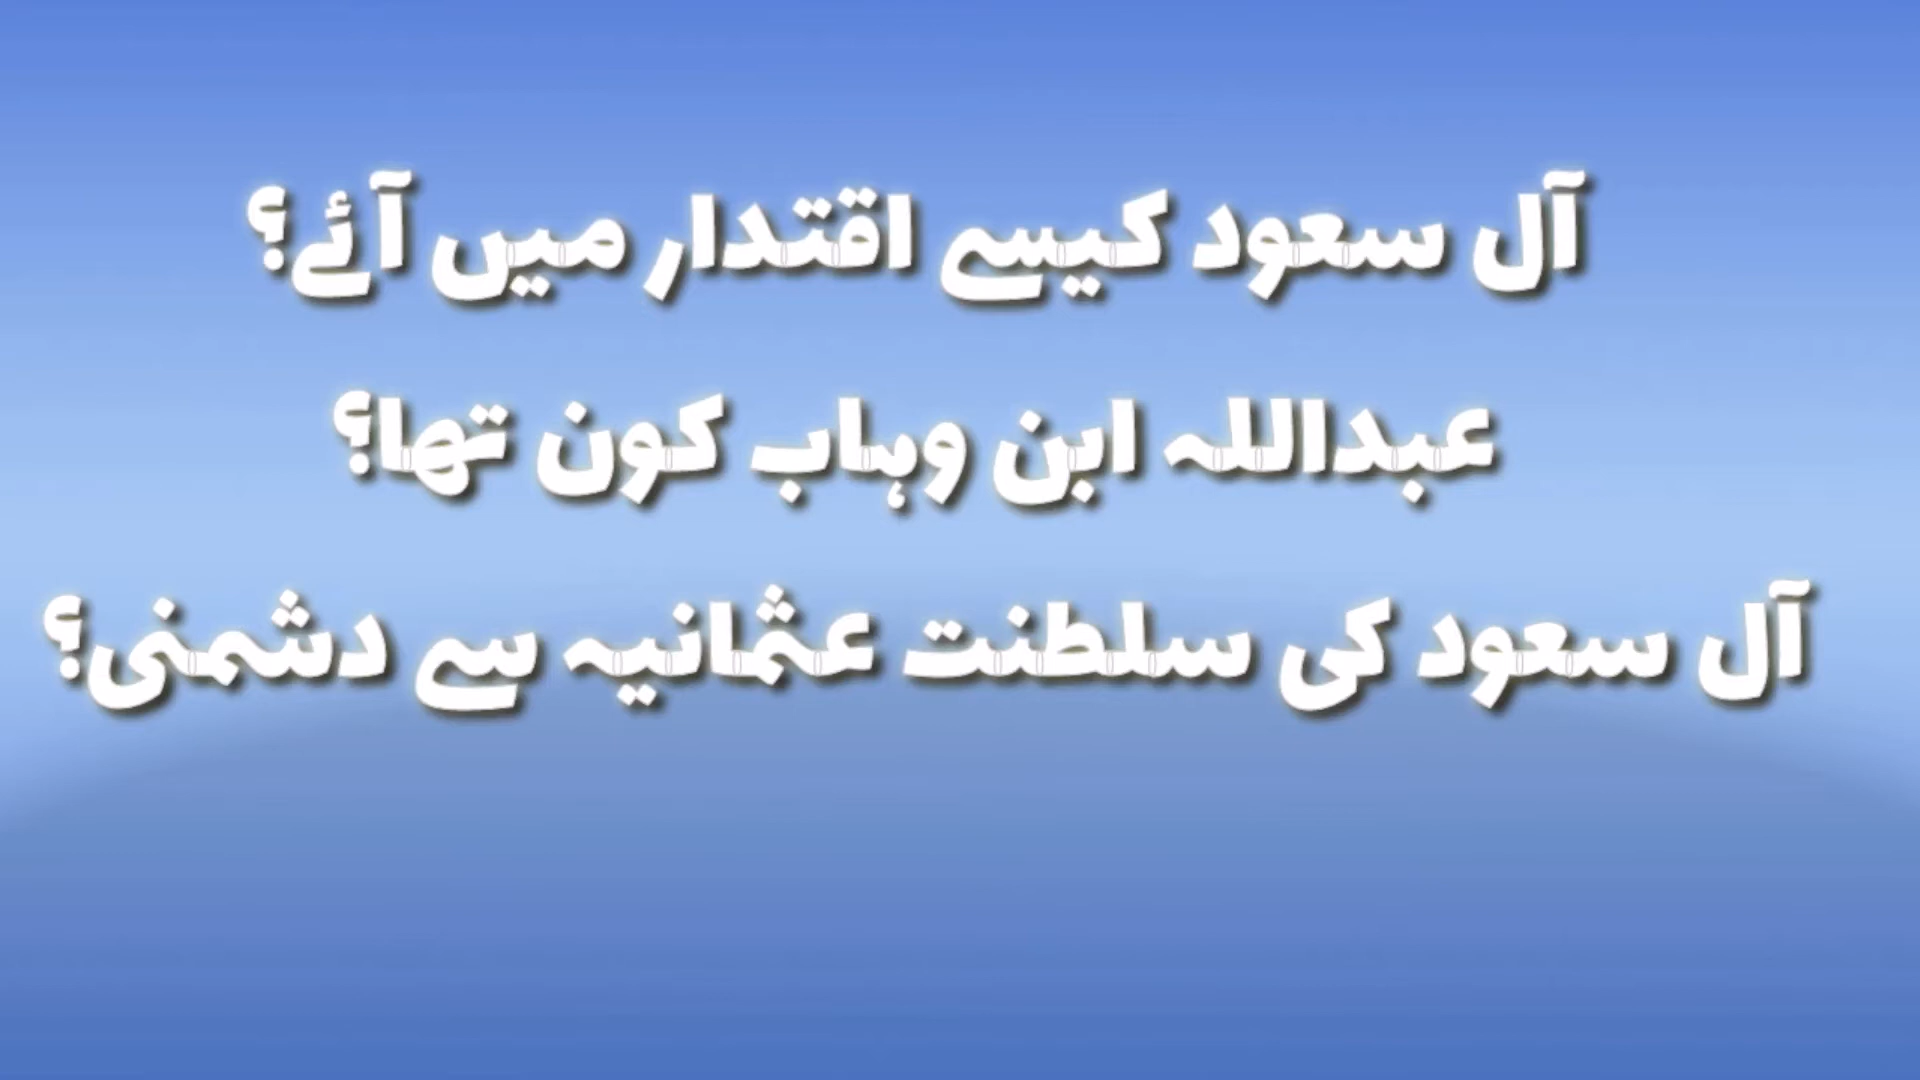 آل سعود کیسے اقتدار میں آئے؟
عبداللہ ابن وہاب کون تھا؟
آل سعود کی سلطنت عثمانیہ سے دشمنی؟